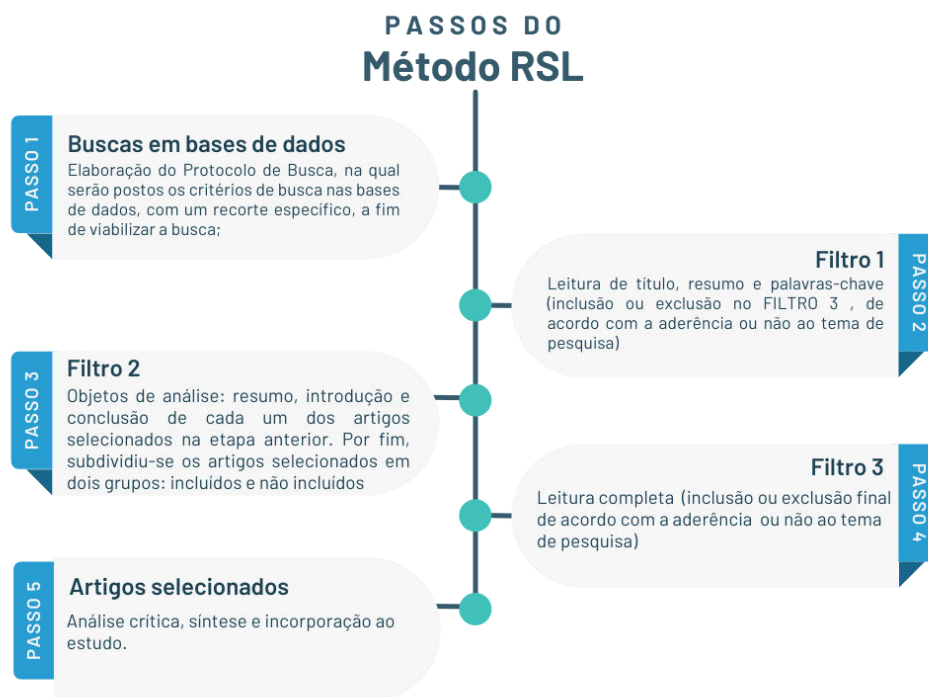 PASSOS DO
Método RSL
PASSO 1
Buscas em bases de dados
Elaboração do Protocolo de Busca, na qual
serão postos os critérios de busca nas bases
de dados, com um recorte específico, a fim
de viabilizar a busca;
PASSO 2
Filtro 1
Leitura de título, resumo e palavras-chave
(inclusão ou exclusão no FILTRO 3 , de
acordo com a aderência ou não ao tema de
pesquisa)
PASSO 3
Filtro 2
Objetos de análise: resumo, introdução e
conclusão de cada um dos artigos
selecionados na etapa anterior. Por fim,
subdividiu-se os artigos selecionados em
dois grupos: incluídos e não incluídos
PASSO 4
Filtro 3
Leitura completa (inclusão ou exclusão final
de acordo com a aderência ou não ao tema
de pesquisa)
PASSO 5
Artigos selecionados
Análise crítica, síntese e incorporação ao
estudo.